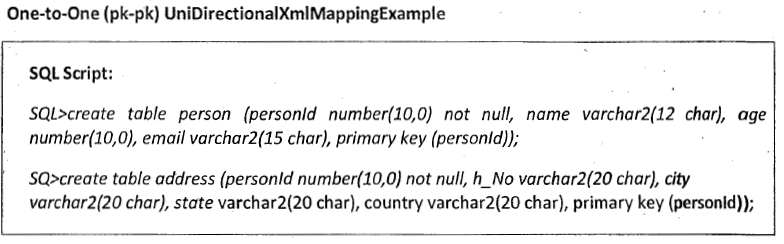 One-to-One (pk-pk) UniDirectionalXmlMappingExample
SQL Script:
SQL>create table person (personId number(10,0) not null, name varchar2(12 char), age
number(10,0), email varchar2(15 char), primary key (personId));
SQ>create table address (personId number(10,0) not null, h_No varchar2(20 char), city
varchar2(20 char), state varchar2(20 char), country varchar2(20 char), primary key (personId));